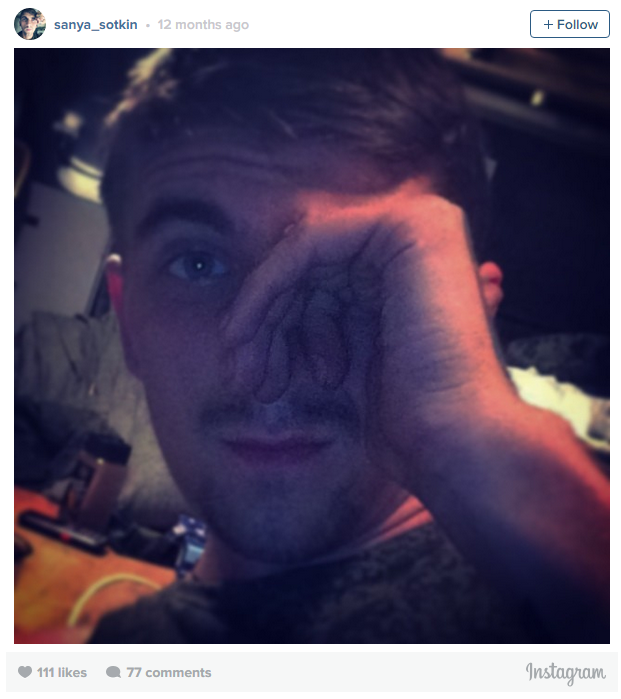 sanya_sotkin • 12 months ago
+ Follow
111 likes 77 comments Instagram